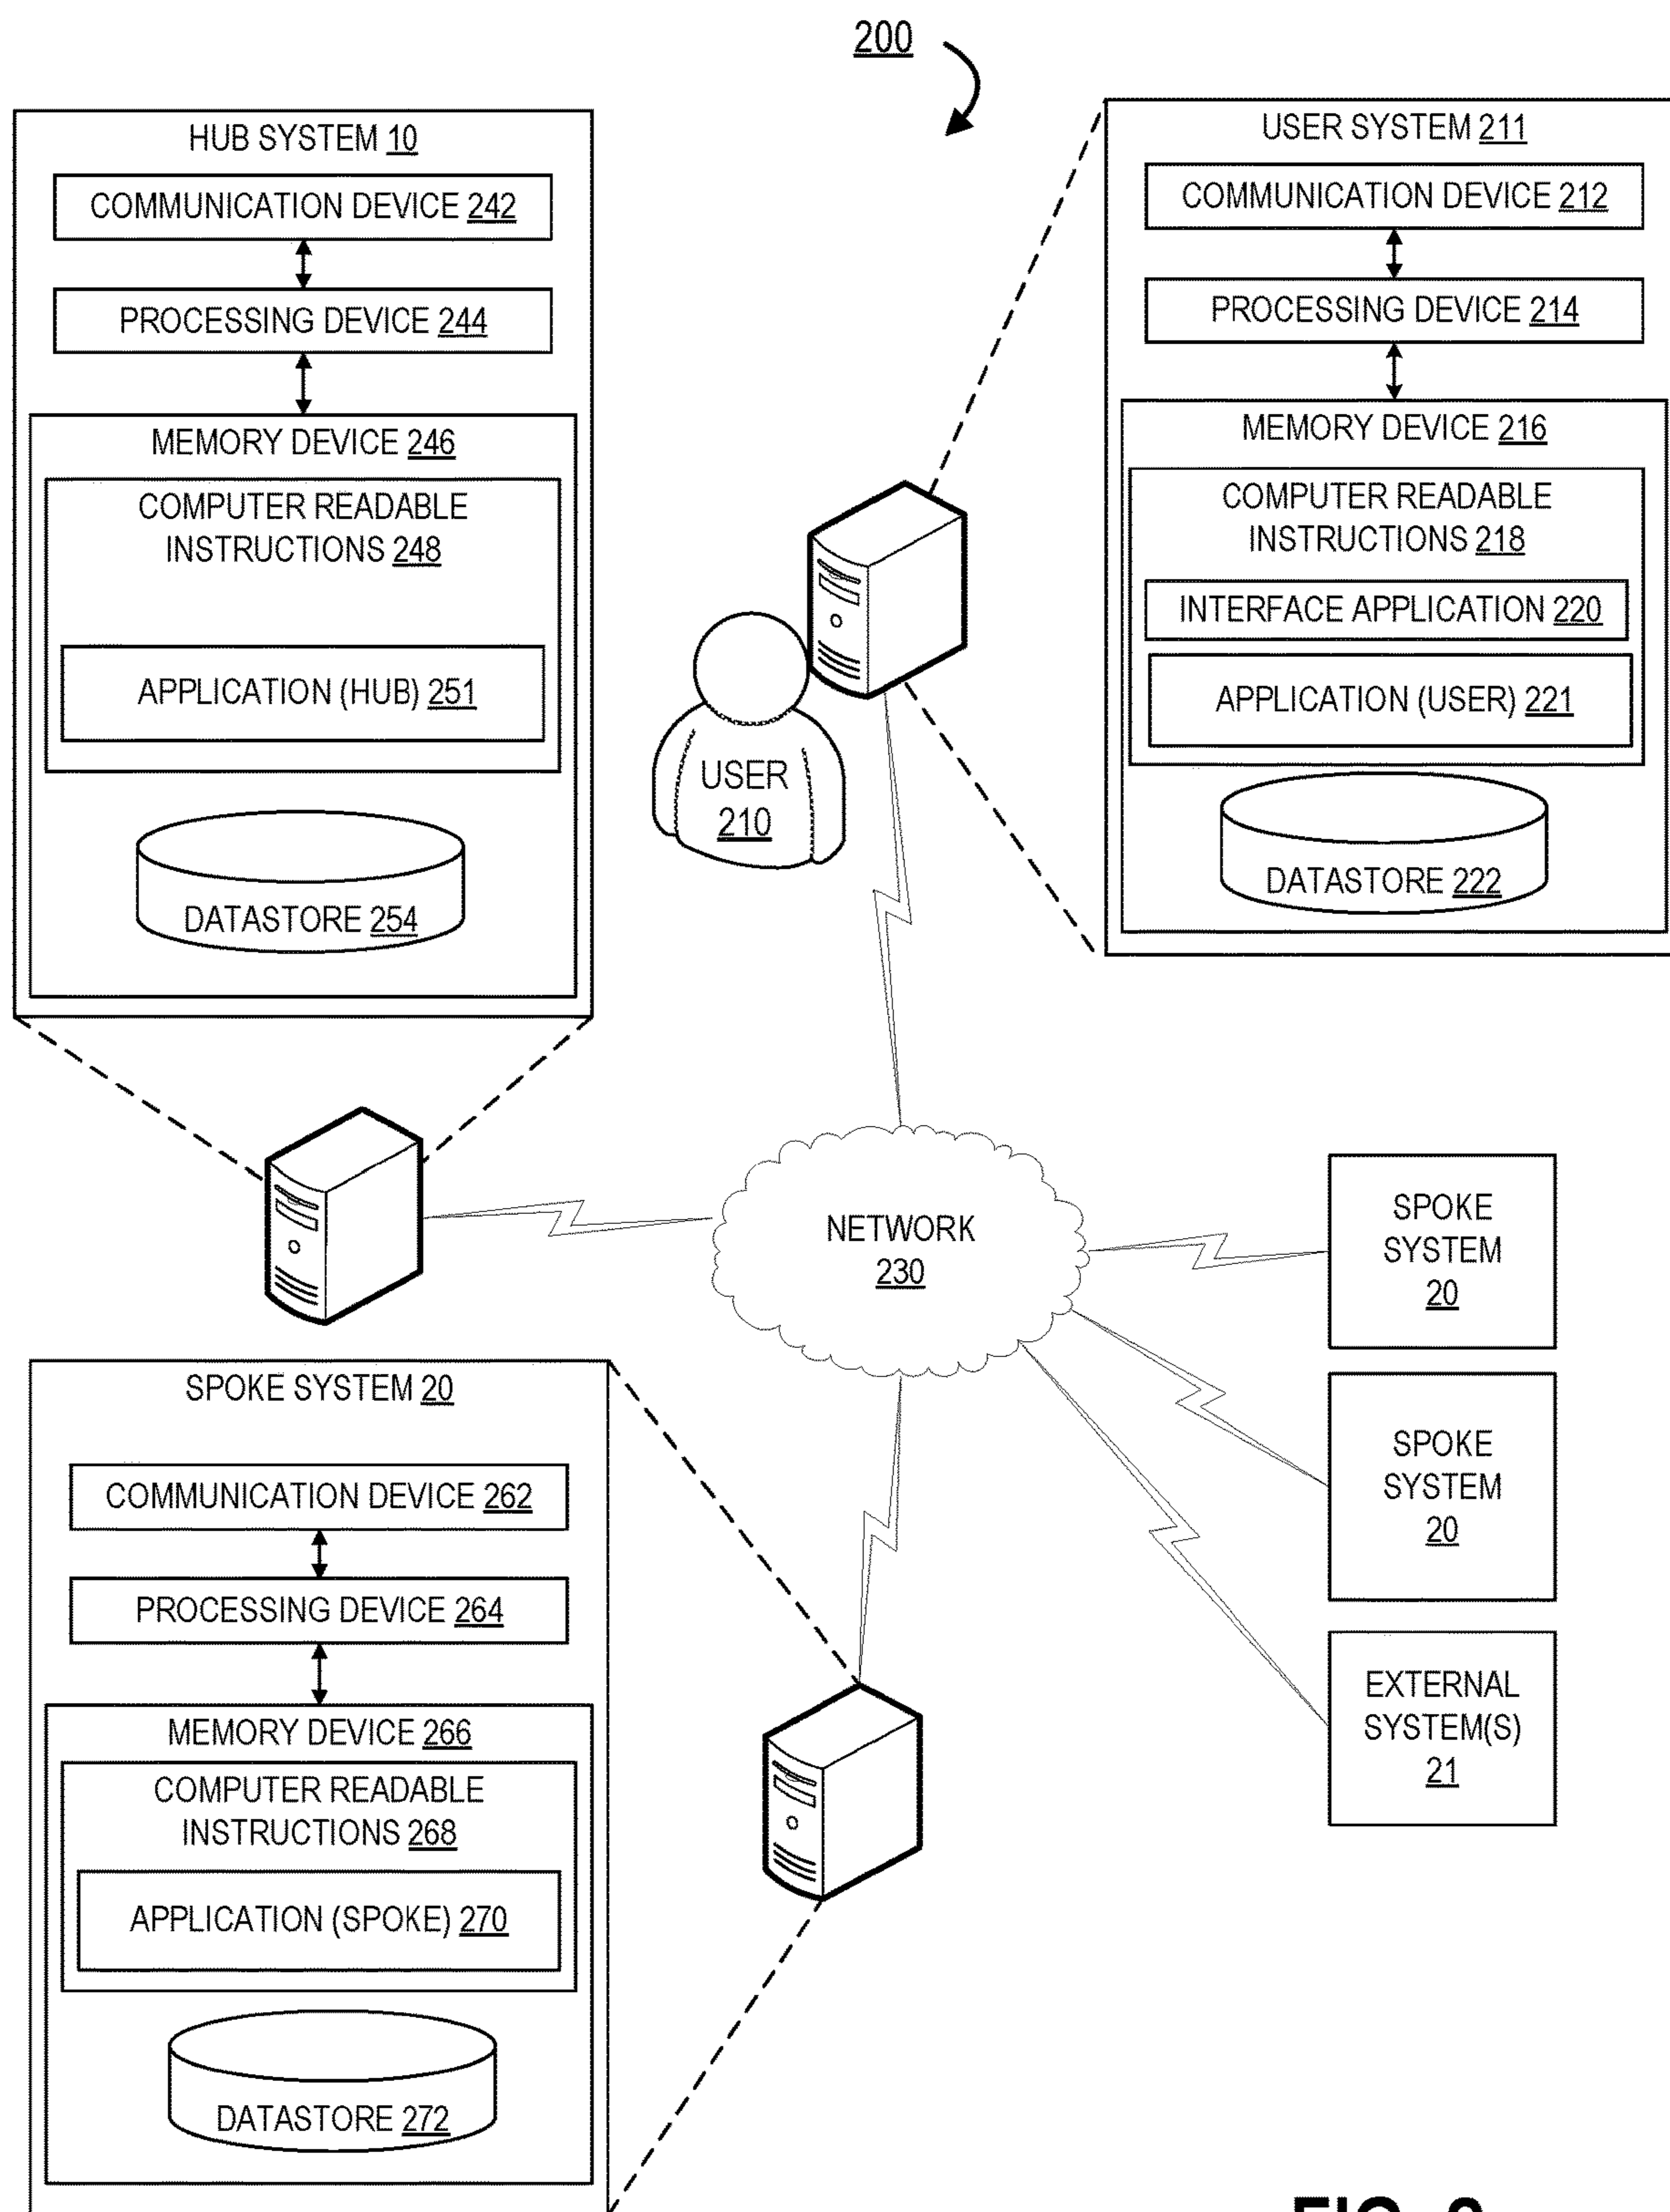 200
HUB SYSTEM 10
COMMUNICATION DEVICE 242
PROCESSING DEVICE 244
MEMORY DEVICE 246
COMPUTER READABLE
INSTRUCTIONS 248
APPLICATION (HUB) 251
DATASTORE 254
USER SYSTEM 211
COMMUNICATION DEVICE 212
PROCESSING DEVICE 214
MEMORY DEVICE 216
COMPUTER READABLE
INSTRUCTIONS 218
INTERFACE APPLICATION 220
APPLICATION (USER) 221
DATASTORE 222
USER
210
NETWORK
230
SPOKE
SYSTEM
20
SPOKE
SYSTEM
20
EXTERNAL
SYSTEM(S)
21
SPOKE SYSTEM 20
COMMUNICATION DEVICE 262
PROCESSING DEVICE 264
MEMORY DEVICE 266
COMPUTER READABLE
INSTRUCTIONS 268
APPLICATION (SPOKE) 270
DATASTORE 272
FIG.